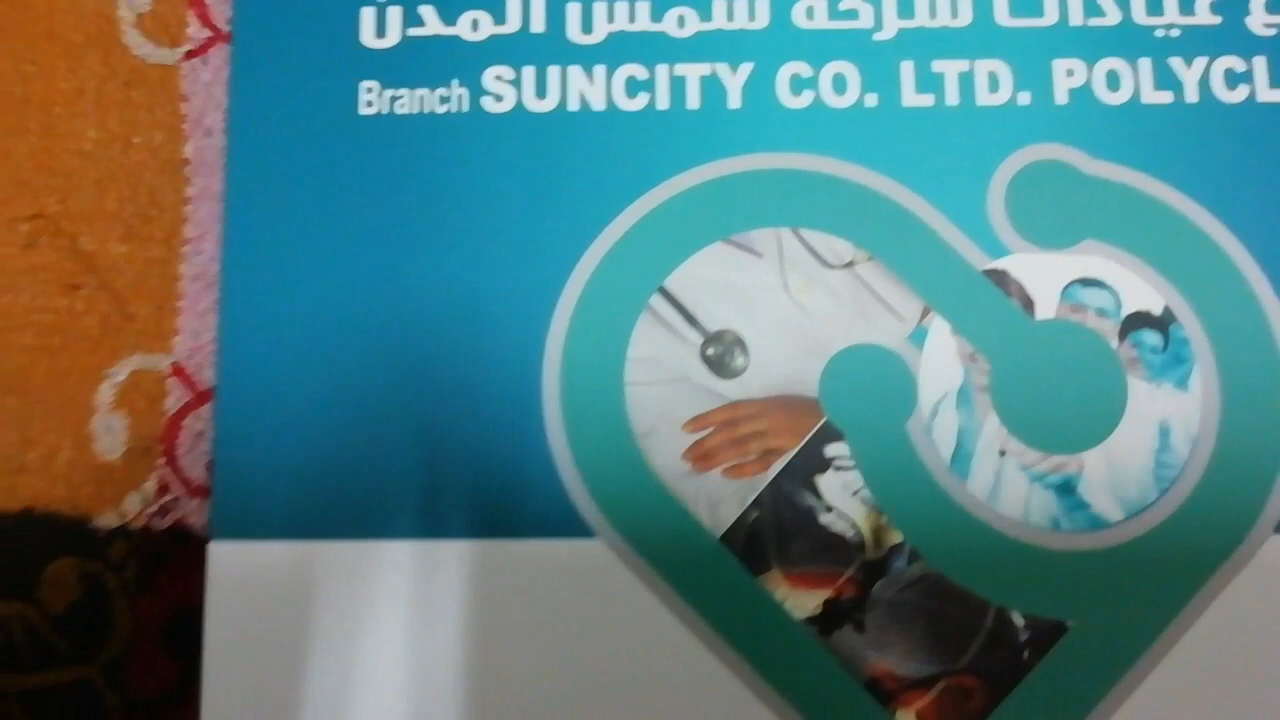 عيادات شركة شمس المدن
Branch SUNCITY CO. LTD. POLYCL